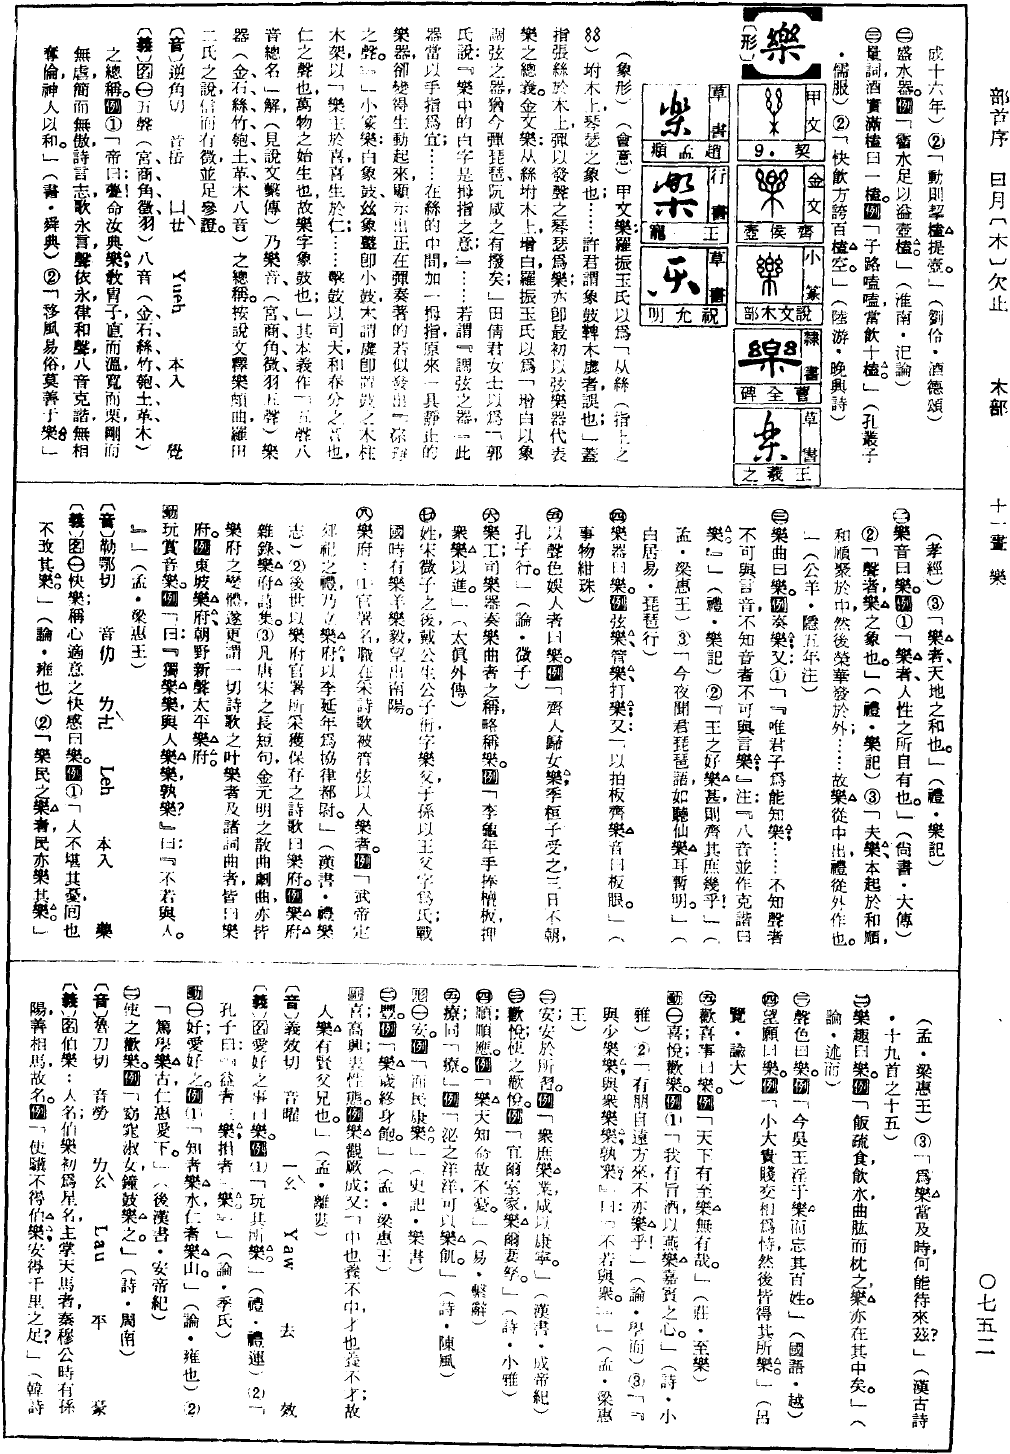 部首序 曰月〔木〕欠止 木部 十一畫 樂 〇七五二
成十六年）②「動則挈榼提壺。」（劉伶・酒德頌）
㊁盛水器。例「霤水足以溢壺榼。」（淮南・氾論）
㊂量詞酒實滿榼曰一榼。例「子路嗑嗑當飲十榼。」（孔叢子
・儒服）②「快飲方誇百榼空。」（陸游・晚興詩）
樂
〔形〕
甲文 契．9
金文 齊侯壺
小篆 說文木部
隸書 曹全碑
草書 王羲之
草書 趙孟頫
行書 王寵
草書 祝允明
（象形）（會意）甲文樂羅振玉氏以為「从絲（指上之
）坿木上，琴瑟之象也……許君謂象鼓鞞木虡者誤也」蓋
指張絲於木上，彈以發聲之琴瑟為樂，亦卽最初以弦樂器代表
樂之總義。金文樂：从絲坿木上，增白，羅振玉氏以為「增白以象
調弦之器，猶今彈琵琶阮咸之有撥矣」田倩君女士以為「郭
氏說『樂中的白字是拇指之意』……若謂『調弦之器』此
器當以手指為宜……在絲的中間加一拇指，原來一具靜止的
樂器，卻變得生動起來，顯示出正在彈奏著的
之聲。」小篆樂：白象鼓，象鼙卽小鼓，木謂虡卽置鼓之木柱
木架以「樂主於喜，喜生於仁……擊鼓以司大和春分之音也，
仁之聲也，萬物之始生也，故樂字象鼓也；」其本義作「五聲八
音總名」解（見說文繫傳）乃樂音（宮、商、角、徵、羽五聲）樂
器（金、石、絲、竹、匏、土、革、木八音）之總稱。按說文釋樂頗曲，羅田
二氏之說信而有徵，並足參證。
〔音〕逆角切 音岳 ㄩㄝˋ Yueh 本入 覺
〔義〕名㊀五聲（宮商角徵羽）八音（金石絲竹匏土革木）
之總稱。例①「帝曰：夔！命汝典樂，敎胄子，直而溫，寬而栗，剛而
無虐，簡而無傲；詩言志，歌永言，聲依永，律和聲，八音克諧，無相
奪倫，神人以和。」（書・舜典）②「移風易俗，莫善于樂」
（孝經）③「樂者，天地之和也。」（禮・樂記）
㊁樂音曰樂。例①「樂者，人性之所自有也。」（尙書・大傳）
②「聲者，樂之象也。」（禮・樂記）③「夫樂，本起於和順，
和順聚於中，然後榮華發於外；……故樂從中出，禮從外作也。
」（公羊・隱五年注）
㊂樂曲曰樂。例奏樂；又：①「『唯君子為能知樂；……不知聲者
不可與言音，不知音者不可與言樂；』注：『八音並作克諧曰
樂；』」（禮・樂記）②「王之好樂甚，則齊其庶幾乎！」（
孟・梁惠王）③「今夜聞君琵琶語，如聽仙樂耳暫明。」（
白居易・琵琶行）
㊃樂器曰樂。例弦樂、管樂、打樂；又「以拍板齊樂音曰板眼。」（
事物紺珠）
㊄以聲色娛人者曰樂。例「齊人歸女樂，季桓子受之，三日不朝，
孔子行。」（論・微子）
㊅樂工：司樂器奏樂曲者之稱，略稱樂。例「李龜年手捧檀板，押
衆樂以進。」（太眞外傳）
㊆姓：宋微子之後，戴公生公子衎，字樂父，子孫以王父字為氏，戰
國時有樂羊、樂毅，望出南陽。
㊇樂府：①官署名，職在采詩歌被管弦以入樂者。例「武帝定
郊祀之禮，乃立樂府；以李延年為協律都尉。」（漢書・禮樂
志）②後世以樂府官署所采獲保存之詩歌曰樂府。例樂府
雜錄、樂府詩集。③凡唐宋之長短句，金元明之散曲劇曲，亦皆
樂府之變體，遂更謂一切詩歌之叶樂者及諸詞曲者皆曰樂
府。例東坡樂府、朝野新聲太平樂府。
動玩賞音樂。例「曰：『獨樂樂，與人樂樂，孰樂？』曰：『不若與人。
』」（孟・梁惠王）
〔音〕勒鄂切 音仂 ㄌㄜˋ Leh 本入 藥
〔義〕名㊀快樂；稱心適意之快感曰樂。例①「人不堪其憂，回也
不改其樂。」（論・雍也）②「樂民之樂者，民亦樂其樂。」
（孟・梁惠王）③「為樂當及時，何能待來茲？」（漢古詩
・十九首之十五）
㊁樂趣曰樂。例「飯疏食飲水，曲肱而枕之，樂亦在其中矣。」（
論・述而）
㊂聲色曰樂。例「今吳王淫于樂而忘其百姓。」（國語・越）
㊃望願曰樂。例「小大貴賤交相為恃，然後皆得其所樂。」（呂
覽・諭大）
㊄歡喜事曰樂。例「天下有至樂無有哉。」（莊・至樂）
動㊀喜悅歡樂。例①「我有旨酒，以燕樂嘉賓之心。」（詩・小
雅）②「有朋自遠方來，不亦樂乎！」（論・學而）③「『
與少樂樂，與衆樂樂，孰樂？』曰：『不若與衆。』」（孟・梁惠
王）
㊁安；安於所習。例「衆庶樂業，咸以康寧。」（漢書・成帝紀）
㊂歡悅；使之歡悅。例「宜爾室家，樂爾妻孥。」（詩・小雅）
㊃順；順應。例「樂天知命故不憂。」（易・繫辭）
㊄療；同「療。」「泌之洋洋，可以樂飢。」（詩・陳風）
形㊀安。例「而民康樂。」（史記・樂書）
㊁豐。例「樂歲終身飽。」（孟・梁惠王）
副喜；高興表性態。例樂觀厥成；又：「中也養不中，才也養不才；故
人樂有賢父兄也。」（孟・離婁）
〔音〕義效切 音曜 ㄧㄠˋ Yaw 去 效
〔義〕名愛好；愛好之事曰樂。例①「玩其所樂。」（禮・禮運）②「
孔子曰：『益者三樂，損者三樂。』」（論・季氏）
動㊀好；愛好之。例①「知者樂水，仁者樂山。」（論・雍也）②
「篤學樂古，仁惠愛下。」（後漢書・安帝紀）
㊁使之歡樂。例「窈窕淑女，鐘鼓樂之。」（詩・周南）
〔音〕魯刀切 音勞 ㄌㄠˊ Lau 平 豪
〔義〕名伯樂：人名；伯樂初為星名，主掌天馬者；秦穆公時有孫
陽，善相馬，故名。例「使驥不得伯樂，安得千里之足？」（韓詩